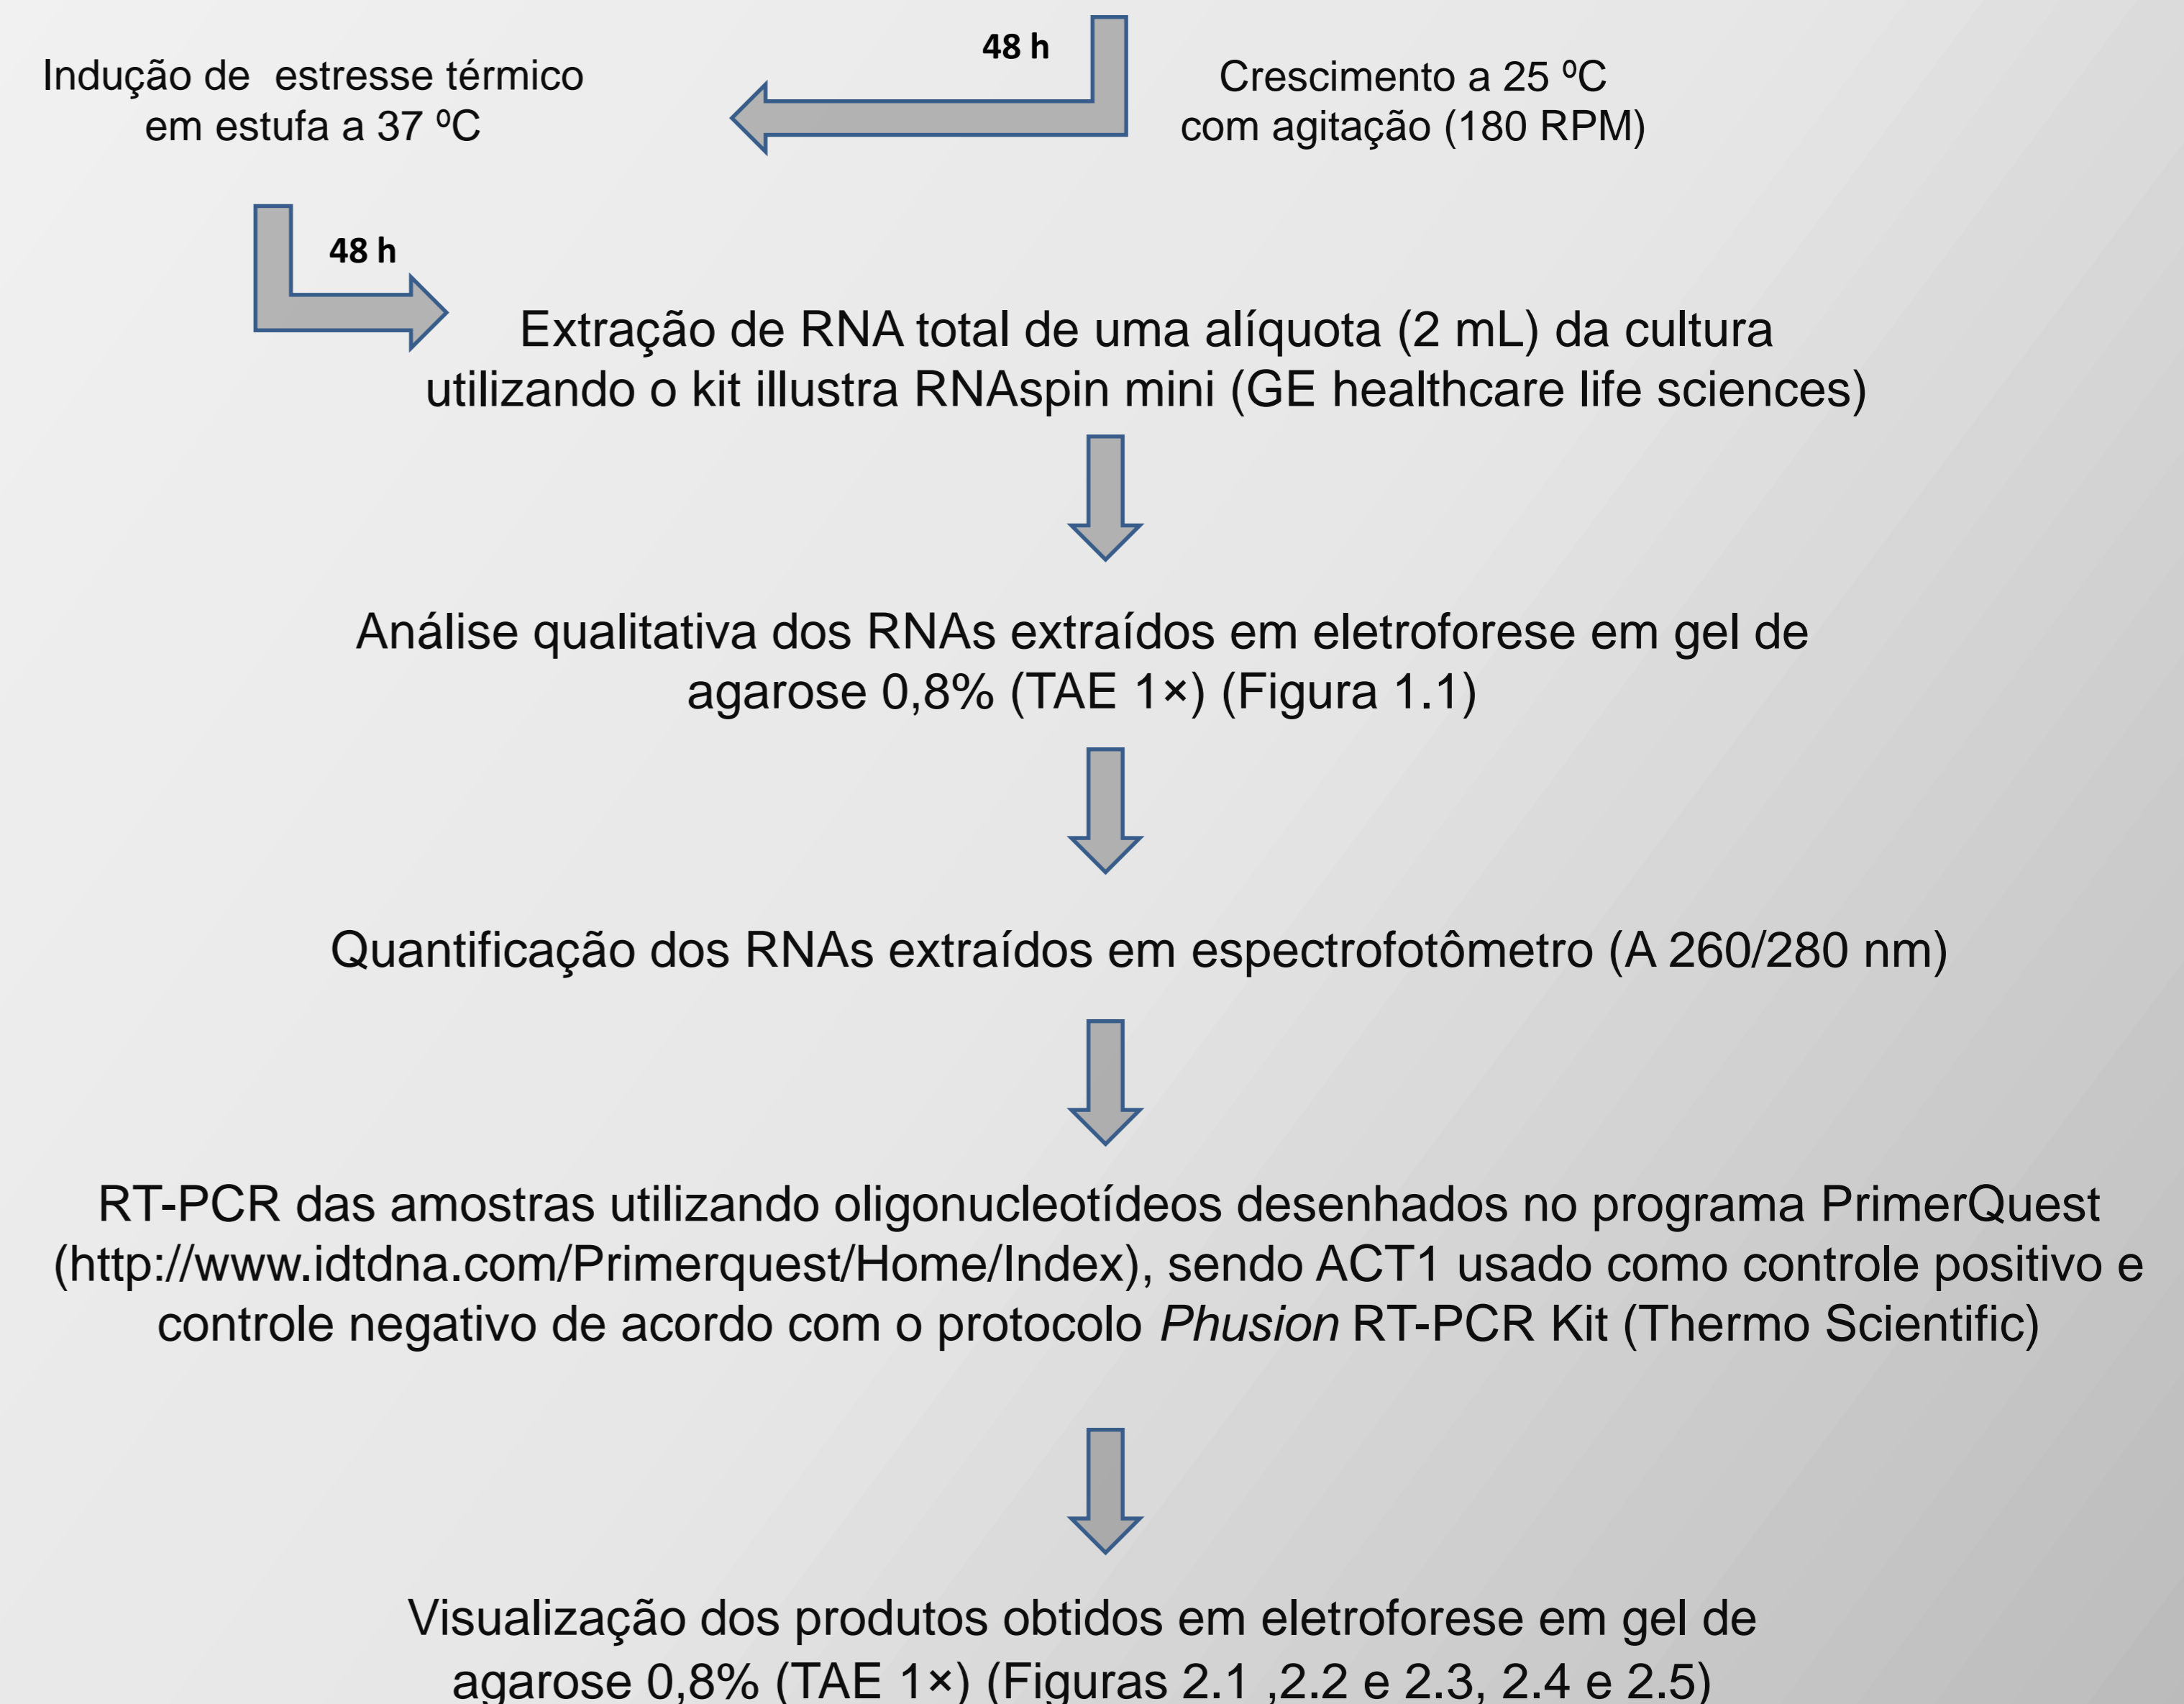 48 h
Crescimento a 25 ºC
com agitação (180 RPM)
Indução de  estresse térmico
em estufa a 37 ºC
48 h
Extração de RNA total de uma alíquota (2 mL) da cultura
utilizando o kit illustra RNAspin mini (GE healthcare life sciences)
Análise qualitativa dos RNAs extraídos em eletroforese em gel de
agarose 0,8% (TAE 1×) (Figura 1.1)
Quantificação dos RNAs extraídos em espectrofotômetro (A 260/280 nm)
RT-PCR das amostras utilizando oligonucleotídeos desenhados no programa PrimerQuest
(http://www.idtdna.com/Primerquest/Home/Index), sendo ACT1 usado como controle positivo e
controle negativo de acordo com o protocolo Phusion RT-PCR Kit (Thermo Scientific)
Visualização dos produtos obtidos em eletroforese em gel de
agarose 0,8% (TAE 1×) (Figuras 2.1 ,2.2 e 2.3, 2.4 e 2.5)